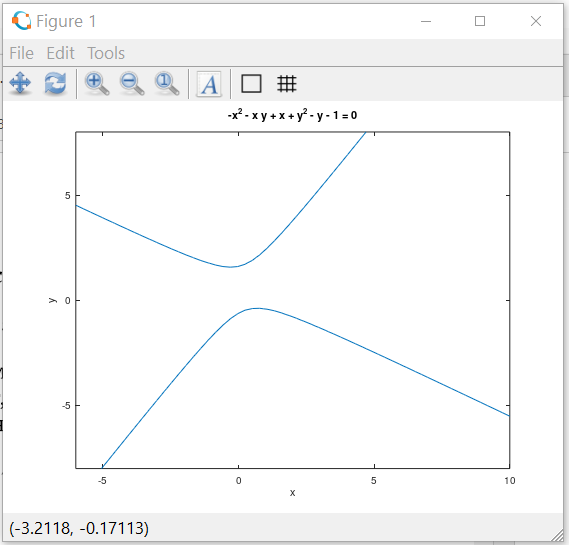 Figure 1
File Edit Tools
A
-x² - x y + x + y² - y - 1 = 0
5
0
-5
y
-5 0 5 10
x
(-3.2118, -0.17113)